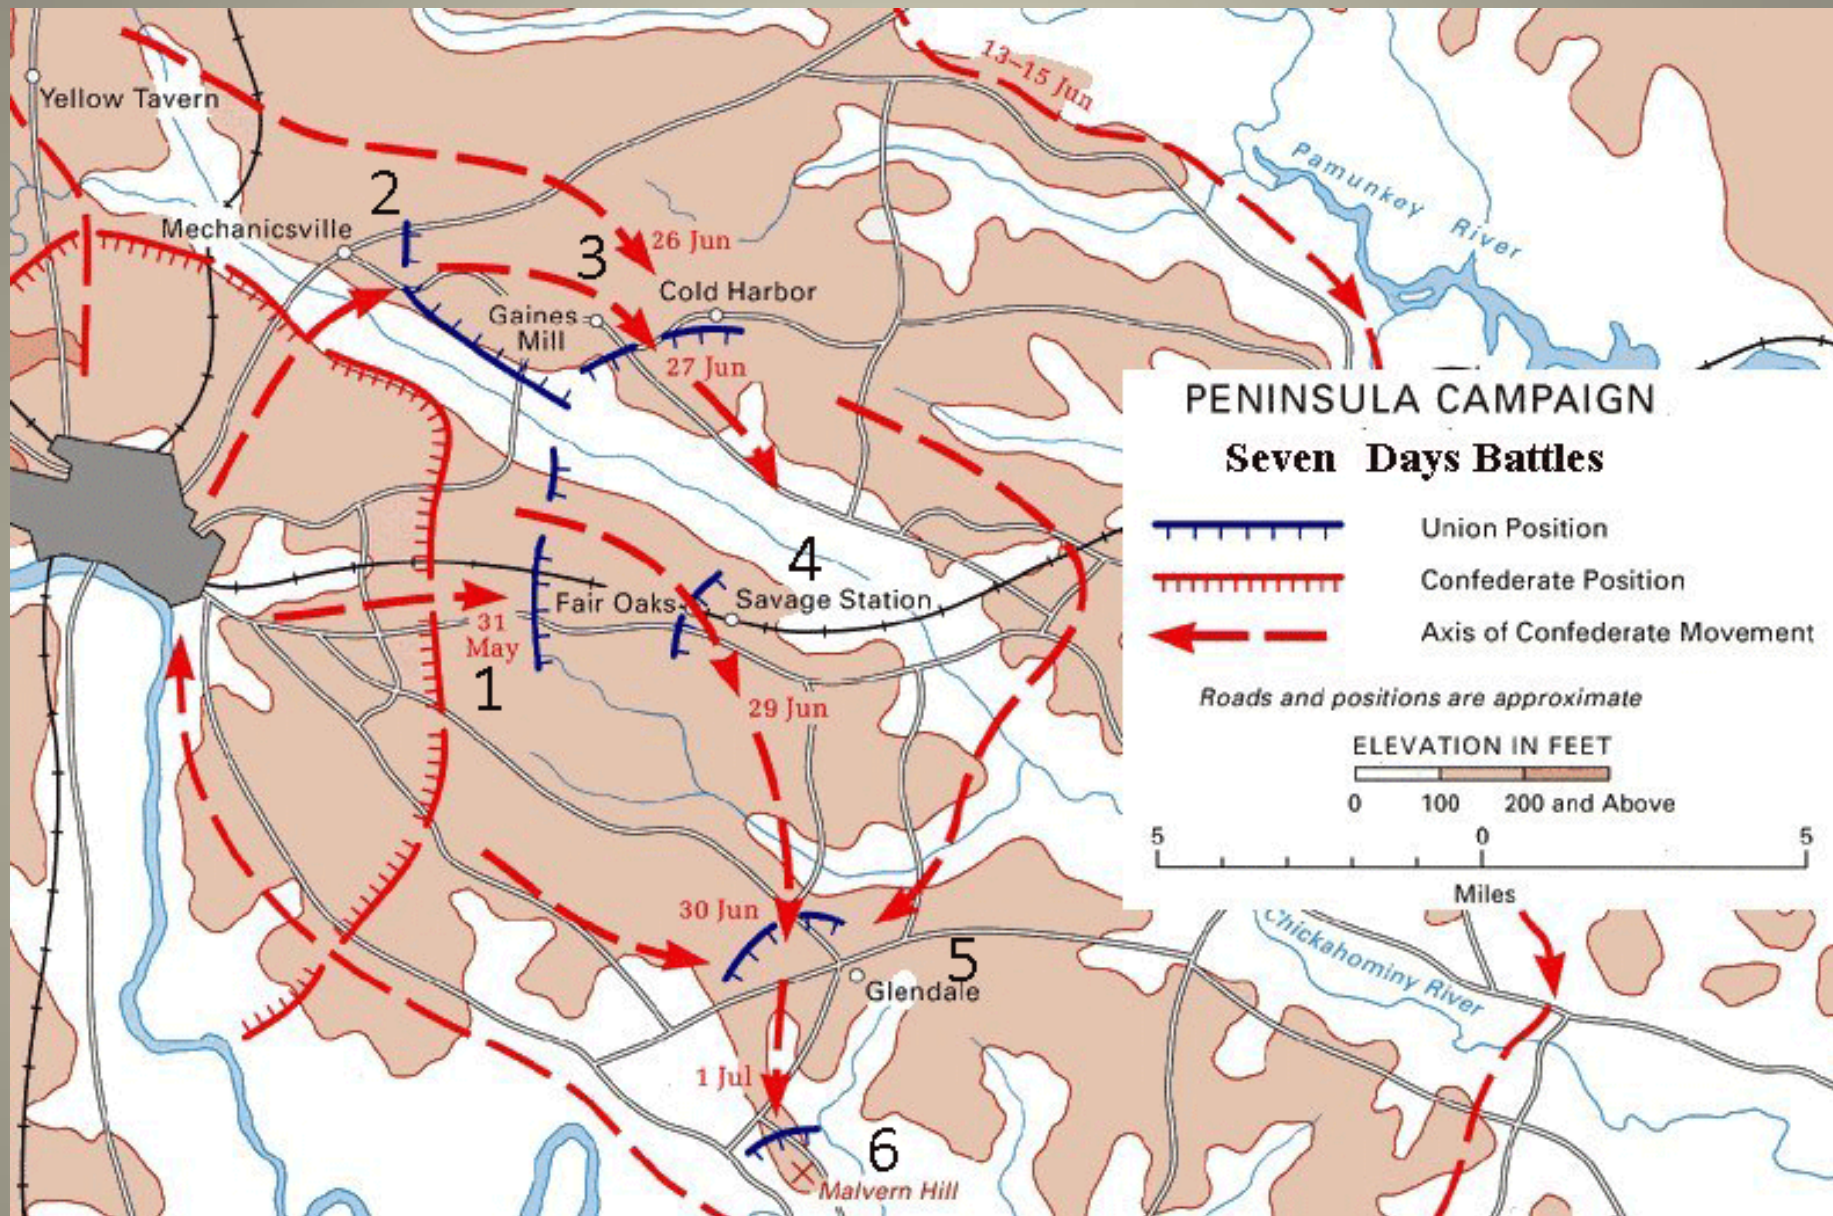 13–15 Jun
Yellow Tavern
Pamunkey River
2
Mechanicsville
26 Jun
3
Cold Harbor
Gaines
Mill
27 Jun
PENINSULA CAMPAIGN
Seven Days Battles
Union Position
Confederate Position
Axis of Confederate Movement
Roads and positions are approximate
ELEVATION IN FEET
0 100 200 and Above
5 0 5
Miles
4
Fair Oaks
Savage Station
31
May
1
29 Jun
30 Jun
5
Glendale
Chickahominy River
1 Jul
6
Malvern Hill